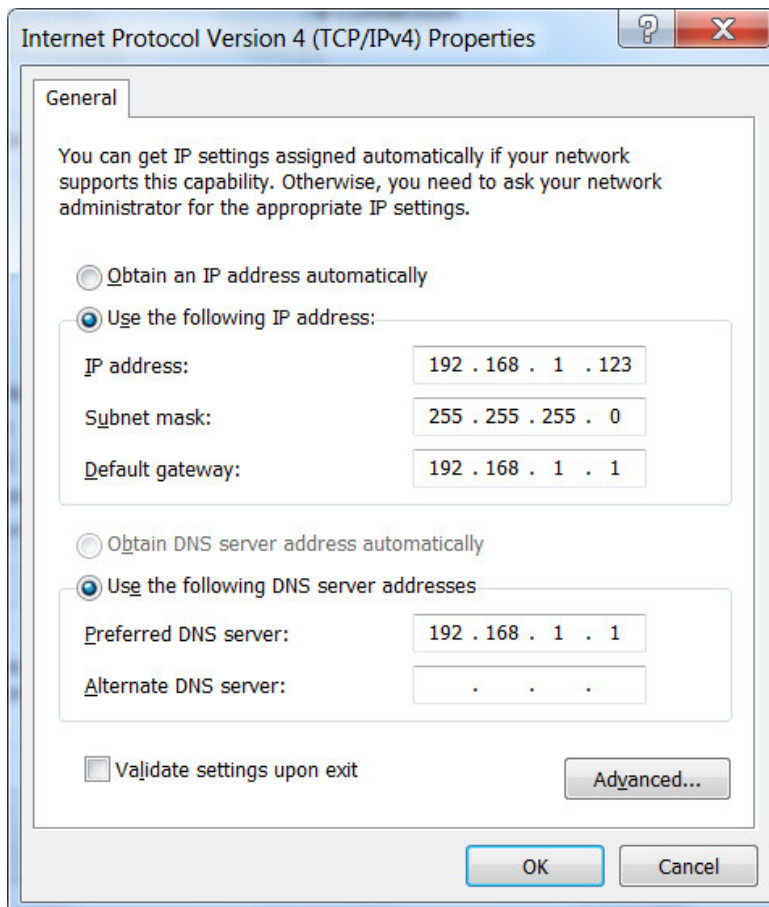 Internet Protocol Version 4 (TCP/IPv4) Properties
General
You can get IP settings assigned automatically if your network
supports this capability. Otherwise, you need to ask your network
administrator for the appropriate IP settings.
Obtain an IP address automatically
Use the following IP address:
IP address: 192 . 168 . 1 . 123
Subnet mask: 255 . 255 . 255 . 0
Default gateway: 192 . 168 . 1 . 1
Obtain DNS server address automatically
Use the following DNS server addresses
Preferred DNS server: 192 . 168 . 1 . 1
Alternate DNS server: . . .
Validate settings upon exit
Advanced...
OK Cancel